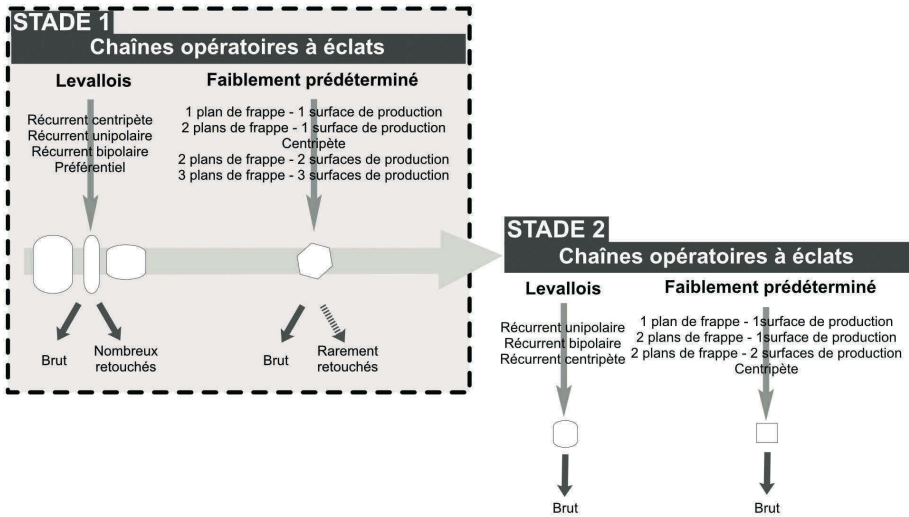 STADE 1
Chaînes opératoires à éclats
Levallois
Récurrent centripète
Récurrent unipolaire
Récurrent bipolaire
Préférentiel
Faiblement prédéterminé
1 plan de frappe - 1 surface de production
2 plans de frappe - 1 surface de production
Centripète
2 plans de frappe - 2 surfaces de production
3 plans de frappe - 3 surfaces de production
Brut
Nombreux
retouchés
Brut
Rarement
retouchés
STADE 2
Chaînes opératoires à éclats
Levallois
Récurrent unipolaire
Récurrent bipolaire
Récurrent centripète
Faiblement prédéterminé
1 plan de frappe - 1surface de production
2 plans de frappe - 1surface de production
2 plans de frappe - 2 surfaces de production
Centripète
Brut
Brut